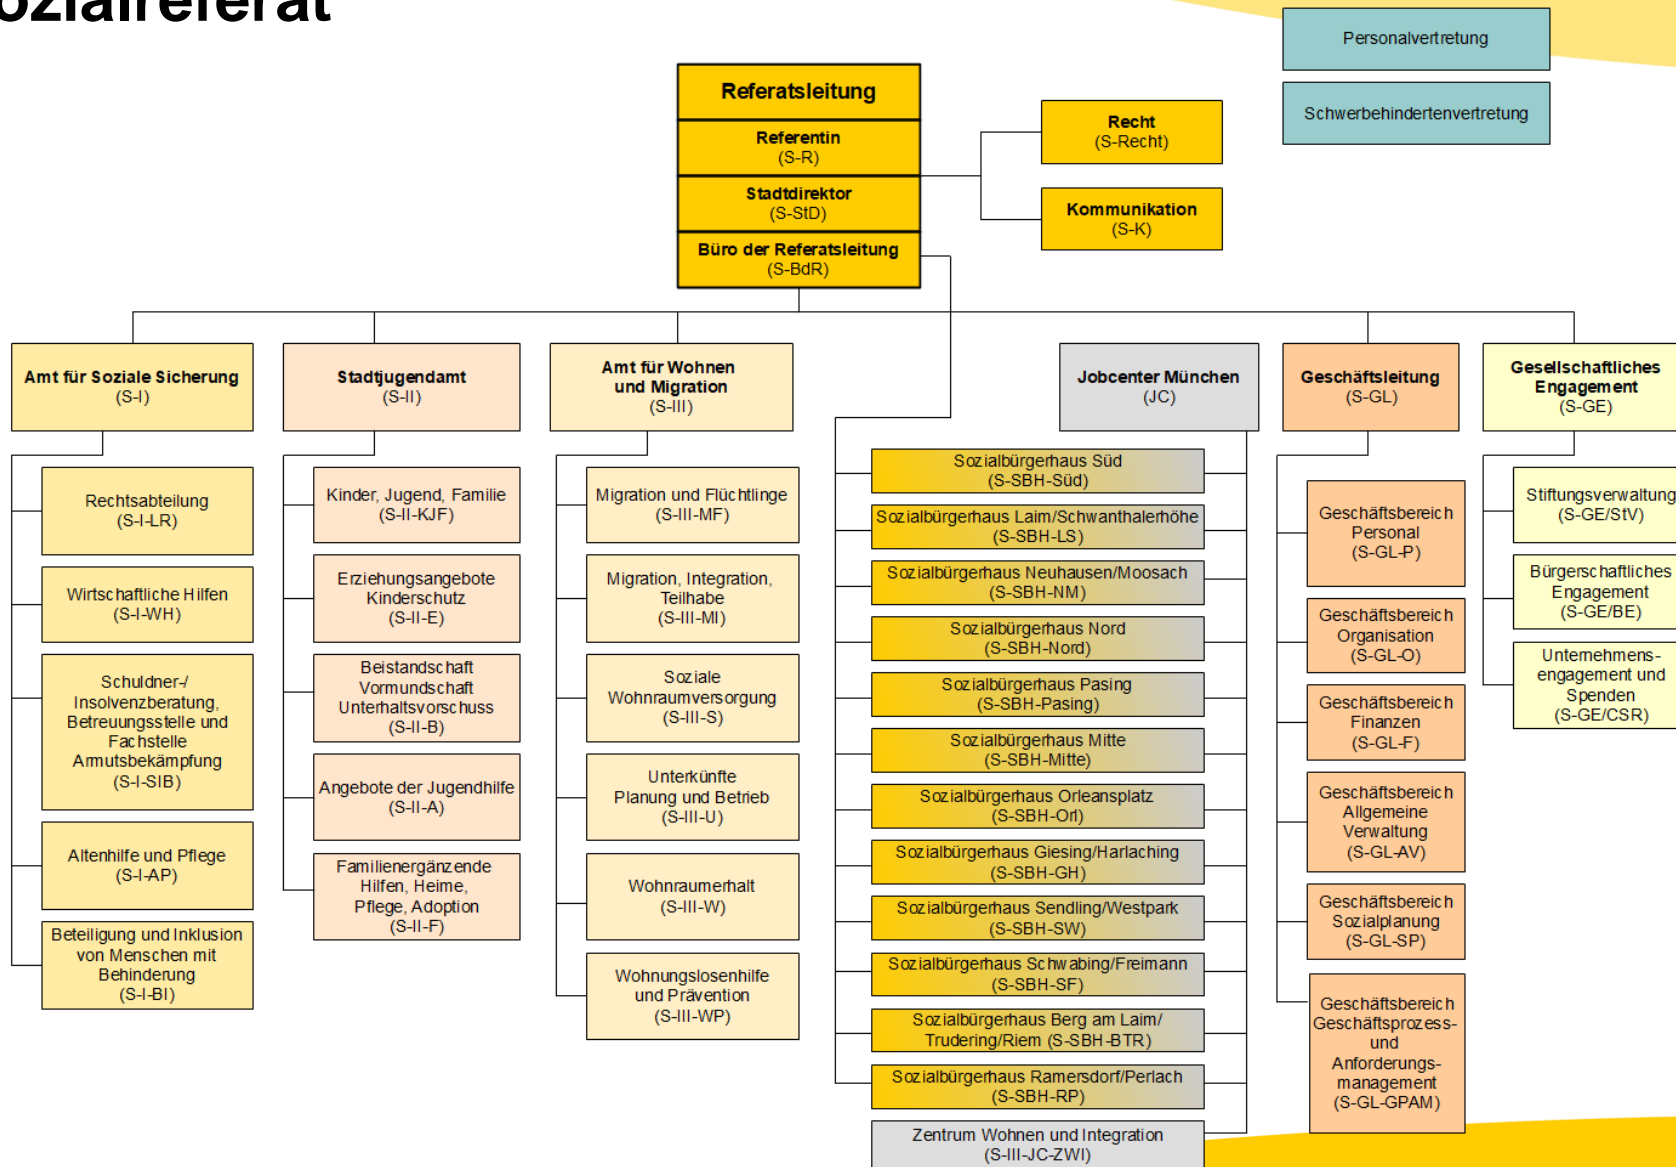 ozialreferat
Personalvertretung
Schwerbehindertenvertretung
Referatsleitung
Referentin
(S-R)
Stadtdirektor
(S-StD)
Büro der Referatsleitung
(S-BdR)
Recht
(S-Recht)
Kommunikation
(S-K)
Amt für Soziale Sicherung
(S-I)
Rechtsabteilung
(S-I-LR)
Wirtschaftliche Hilfen
(S-I-WH)
Schuldner-/
Insolvenzberatung,
Betreuungsstelle und
Fachstelle
Armutsbekämpfung
(S-I-SIB)
Altenhilfe und Pflege
(S-I-AP)
Beteiligung und Inklusion
von Menschen mit
Behinderung
(S-I-BI)
Stadtjugendamt
(S-II)
Kinder, Jugend, Familie
(S-II-KJF)
Erziehungsangebote
Kinderschutz
(S-II-E)
Beistandschaft
Vormundschaft
Unterhaltsvorschuss
(S-II-B)
Angebote der Jugendhilfe
(S-II-A)
Familienergänzende
Hilfen, Heime,
Pflege, Adoption
(S-II-F)
Amt für Wohnen
und Migration
(S-III)
Migration und Flüchtlinge
(S-III-MF)
Migration, Integration,
Teilhabe
(S-III-MI)
Soziale
Wohnraumversorgung
(S-III-S)
Unterkünfte
Planung und Betrieb
(S-III-U)
Wohnraumerhalt
(S-III-W)
Wohnungslosenhilfe
und Prävention
(S-III-WP)
Jobcenter München
(JC)
Sozialbürgerhaus Süd
(S-SBH-Süd)
Sozialbürgerhaus Laim/Schwanthalerhöhe
(S-SBH-LS)
Sozialbürgerhaus Neuhausen/Moosach
(S-SBH-NM)
Sozialbürgerhaus Nord
(S-SBH-Nord)
Sozialbürgerhaus Pasing
(S-SBH-Pasing)
Sozialbürgerhaus Mitte
(S-SBH-Mitte)
Sozialbürgerhaus Orleansplatz
(S-SBH-Orl)
Sozialbürgerhaus Giesing/Harlaching
(S-SBH-GH)
Sozialbürgerhaus Sendling/Westpark
(S-SBH-SW)
Sozialbürgerhaus Schwabing/Freimann
(S-SBH-SF)
Sozialbürgerhaus Berg am Laim/
Trudering/Riem (S-SBH-BTR)
Sozialbürgerhaus Ramersdorf/Perlach
(S-SBH-RP)
Zentrum Wohnen und Integration
(S-III-JC-ZWI)
Geschäftsleitung
(S-GL)
Geschäftsbereich
Personal
(S-GL-P)
Geschäftsbereich
Organisation
(S-GL-O)
Geschäftsbereich
Finanzen
(S-GL-F)
Geschäftsbereich
Allgemeine
Verwaltung
(S-GL-AV)
Geschäftsbereich
Sozialplanung
(S-GL-SP)
Geschäftsbereich
Geschäftsprozess-
und
Anforderungs-
management
(S-GL-GPAM)
Gesellschaftliches
Engagement
(S-GE)
Stiftungsverwaltung
(S-GE/StV)
Bürgerschaftliches
Engagement
(S-GE/BE)
Unternehmens-
engagement und
Spenden
(S-GE/CSR)